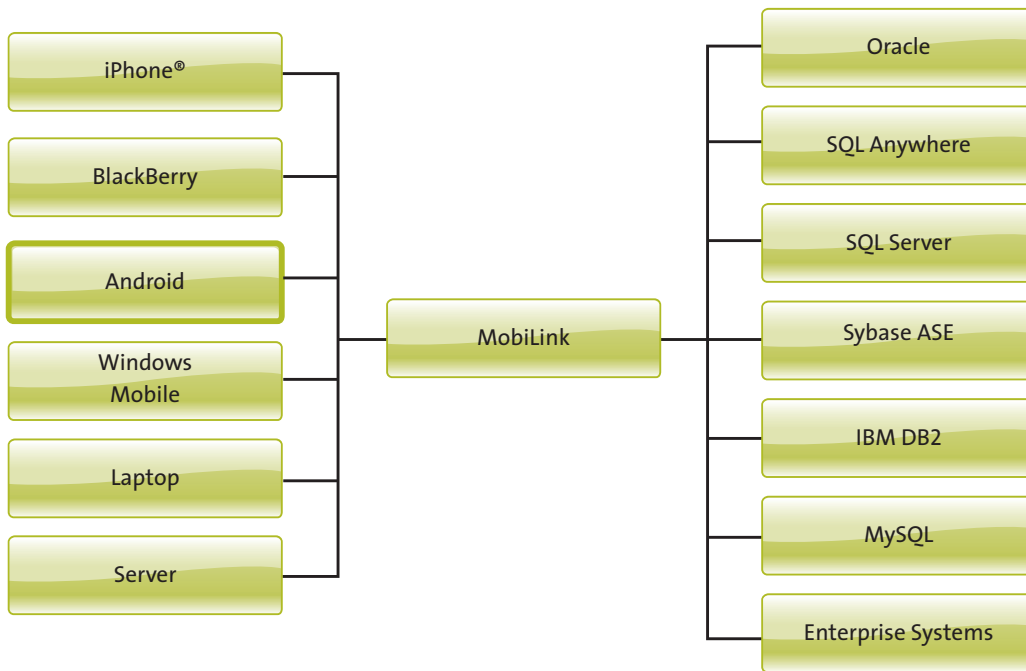 iPhone®
BlackBerry
Android
Windows
Mobile
Laptop
Server
MobiLink
Oracle
SQL Anywhere
SQL Server
Sybase ASE
IBM DB2
MySQL
Enterprise Systems